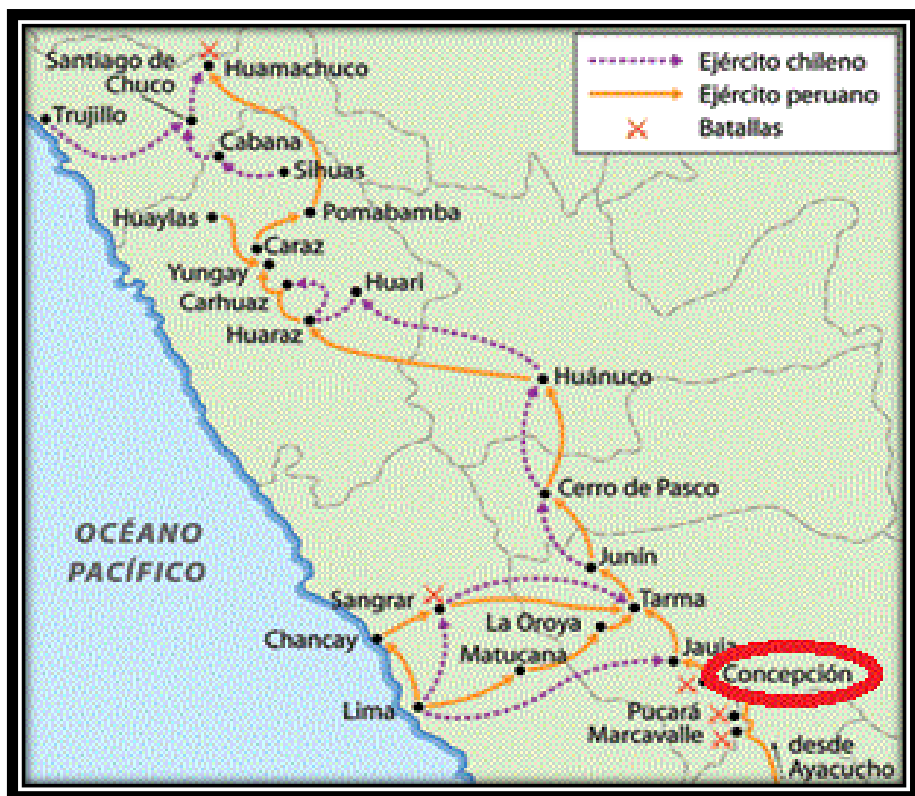 Santiago de
Chuco
Huamachuco
Ejército chileno
Ejército peruano
Batallas
Trujillo
Cabana
Sihuas
Huaylas
Pomabamba
Caraz
Yungay
Huari
Carhuaz
Huaraz
Huánuco
Cerro de Pasco
OCÉANO
PACÍFICO
Junín
Sangrar
Tarma
La Oroya
Chancay
Matucana
Jauja
Concepción
Lima
Pucará
Marcavalle
desde
Ayacucho